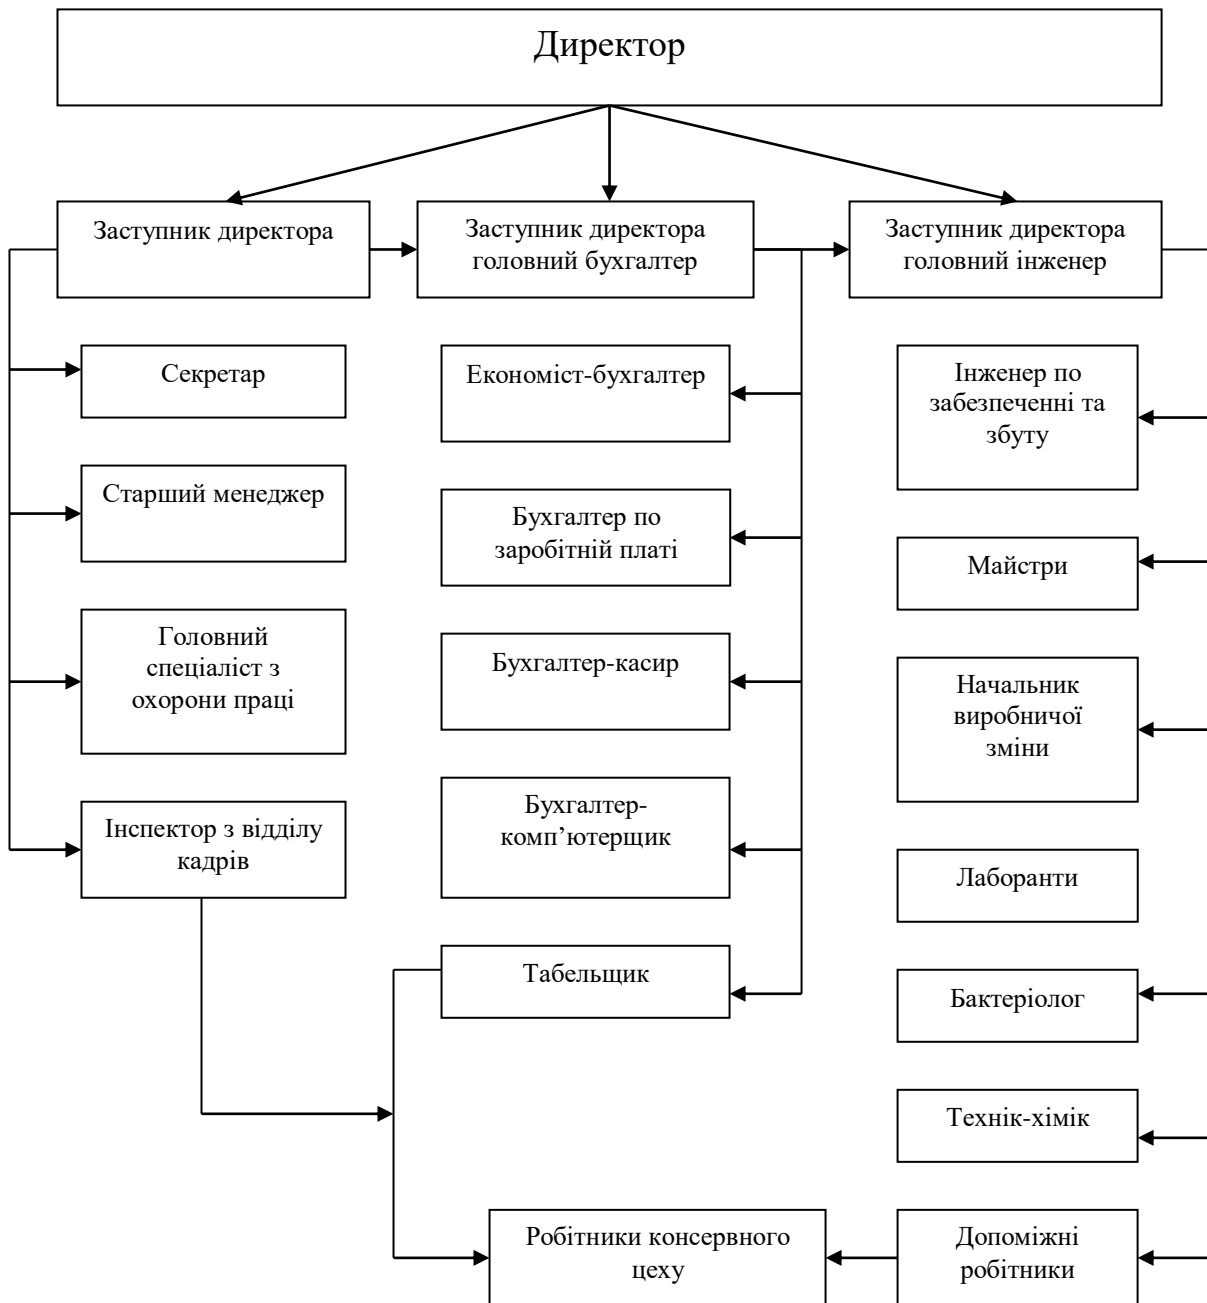 Директор
Заступник директора
Заступник директора
головний бухгалтер
Заступник директора
головний інженер
Секретар
Старший менеджер
Головний
спеціаліст з
охорони праці
Інспектор з відділу
кадрів
Економіст-бухгалтер
Бухгалтер по
заробітній платі
Бухгалтер-касир
Бухгалтер-
комп’ютерщик
Табельщик
Інженер по
забезпеченні та
збуту
Майстри
Начальник
виробничої
зміни
Лаборанти
Бактеріолог
Технік-хімік
Робітники консервного
цеху
Допоміжні
робітники